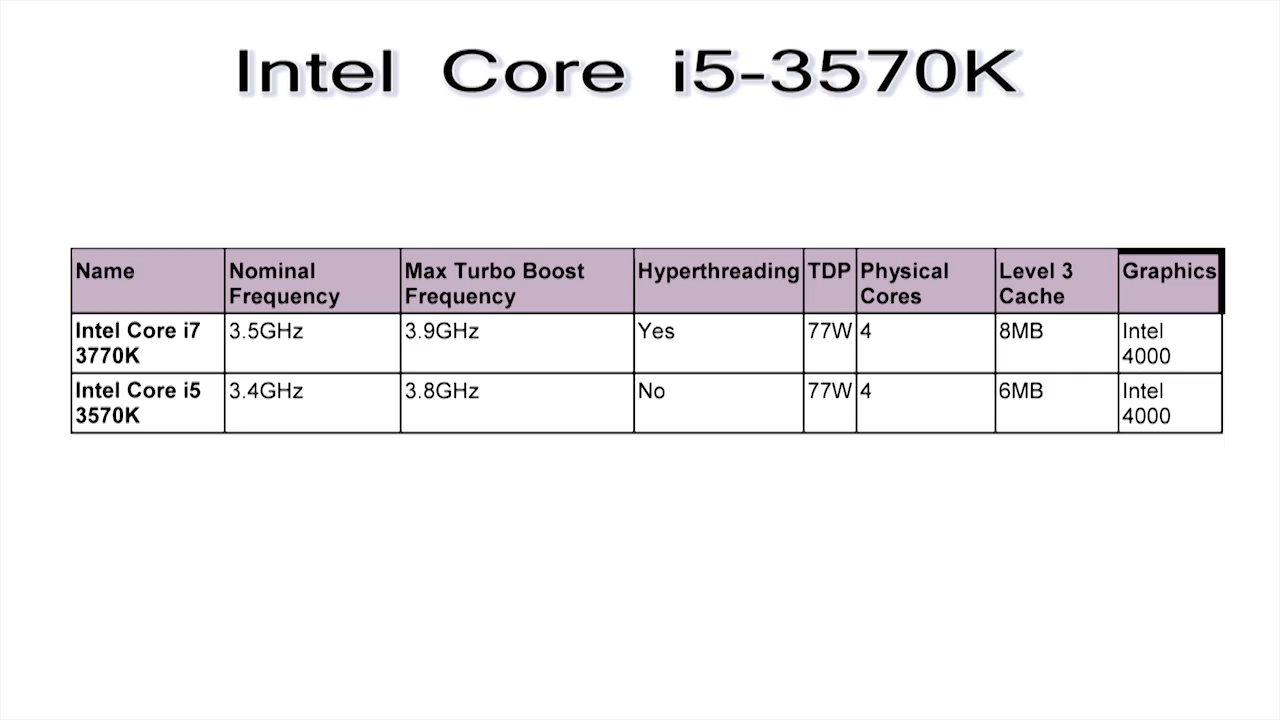 Intel Core i5-3570K
Name Nominal Frequency Max Turbo Boost Frequency Hyperthreading TDP Physical Cores Level 3 Cache Graphics
Intel Core i7 3770K 3.5GHz 3.9GHz Yes 77W 4 8MB Intel 4000
Intel Core i5 3570K 3.4GHz 3.8GHz No 77W 4 6MB Intel 4000